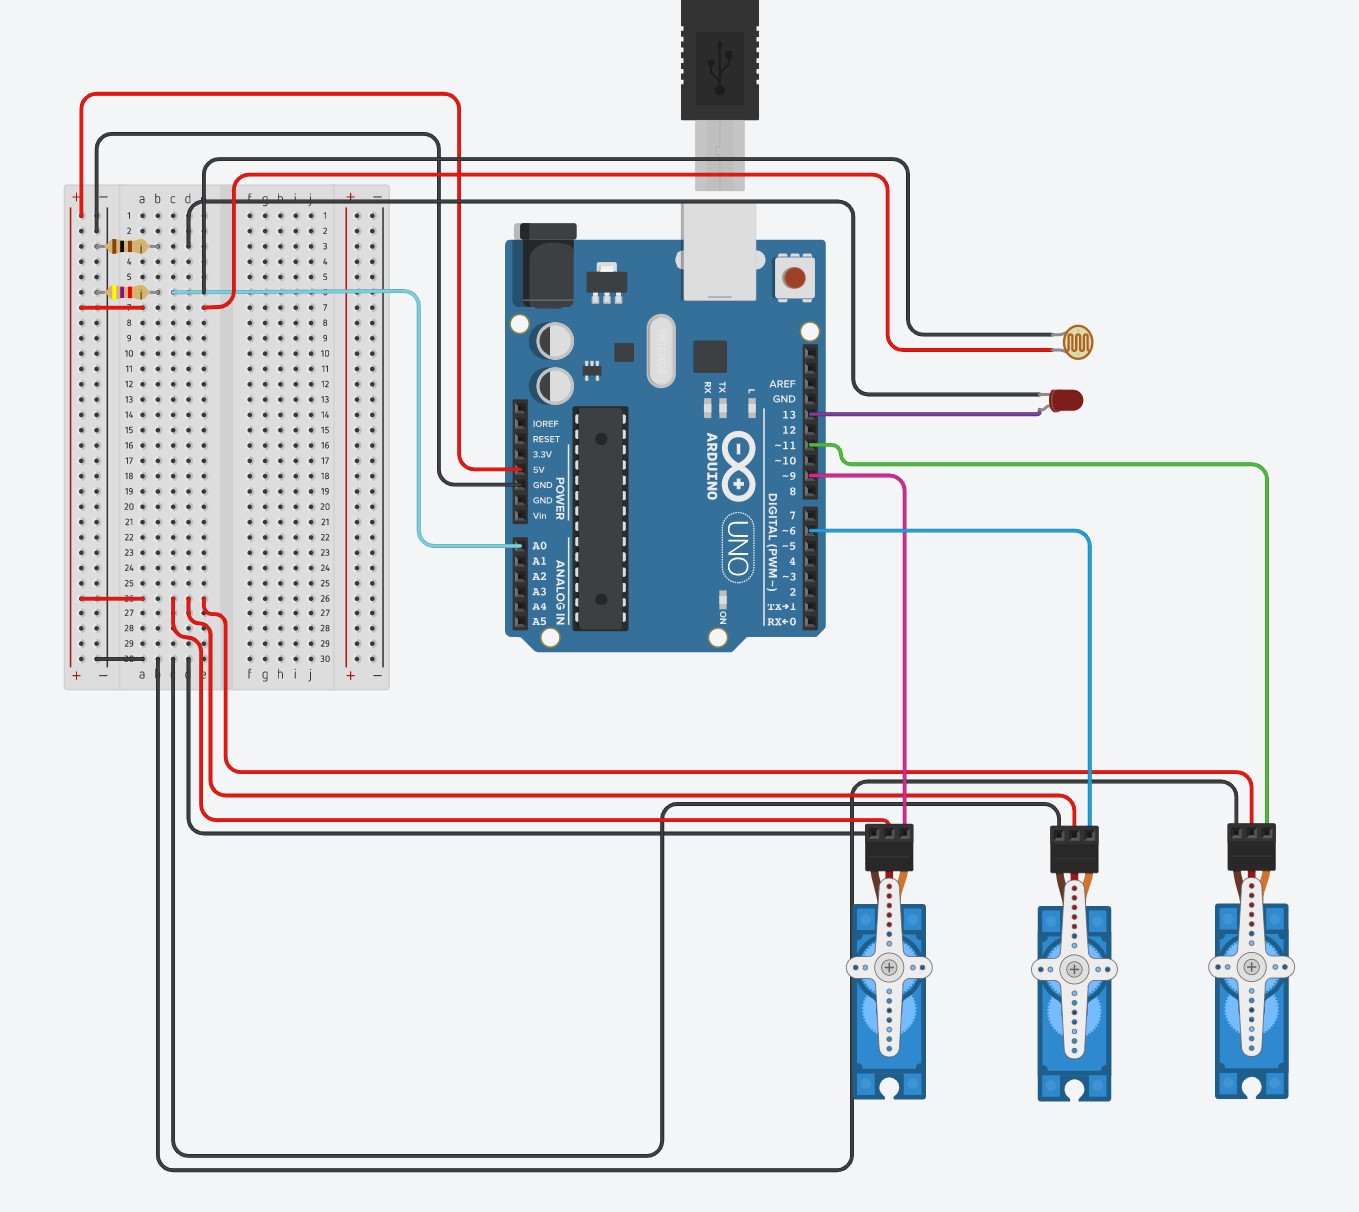 + − a b c d e f g h i j + −
1 1
2 2
3 3
4 4
5 5
6 6
7 7
8 8
9 9
10 10
11 11
12 12
13 13
14 14
15 15
16 16
17 17
18 18
19 19
20 20
21 21
22 22
23 23
24 24
25 25
26 26
27 27
28 28
29 29
30 30
+ − a b c d e f g h i j + −
IOREF
RESET
3.3V
5V
GND
GND
Vin
POWER
A0
A1
A2
A3
A4
A5
ANALOG IN
RX
TX
L
ARDUINO
UNO
ON
AREF
GND
13
12
~11
~10
~9
8
7
~6
~5
4
~3
2
TX→1
RX←0
DIGITAL (PWM~)